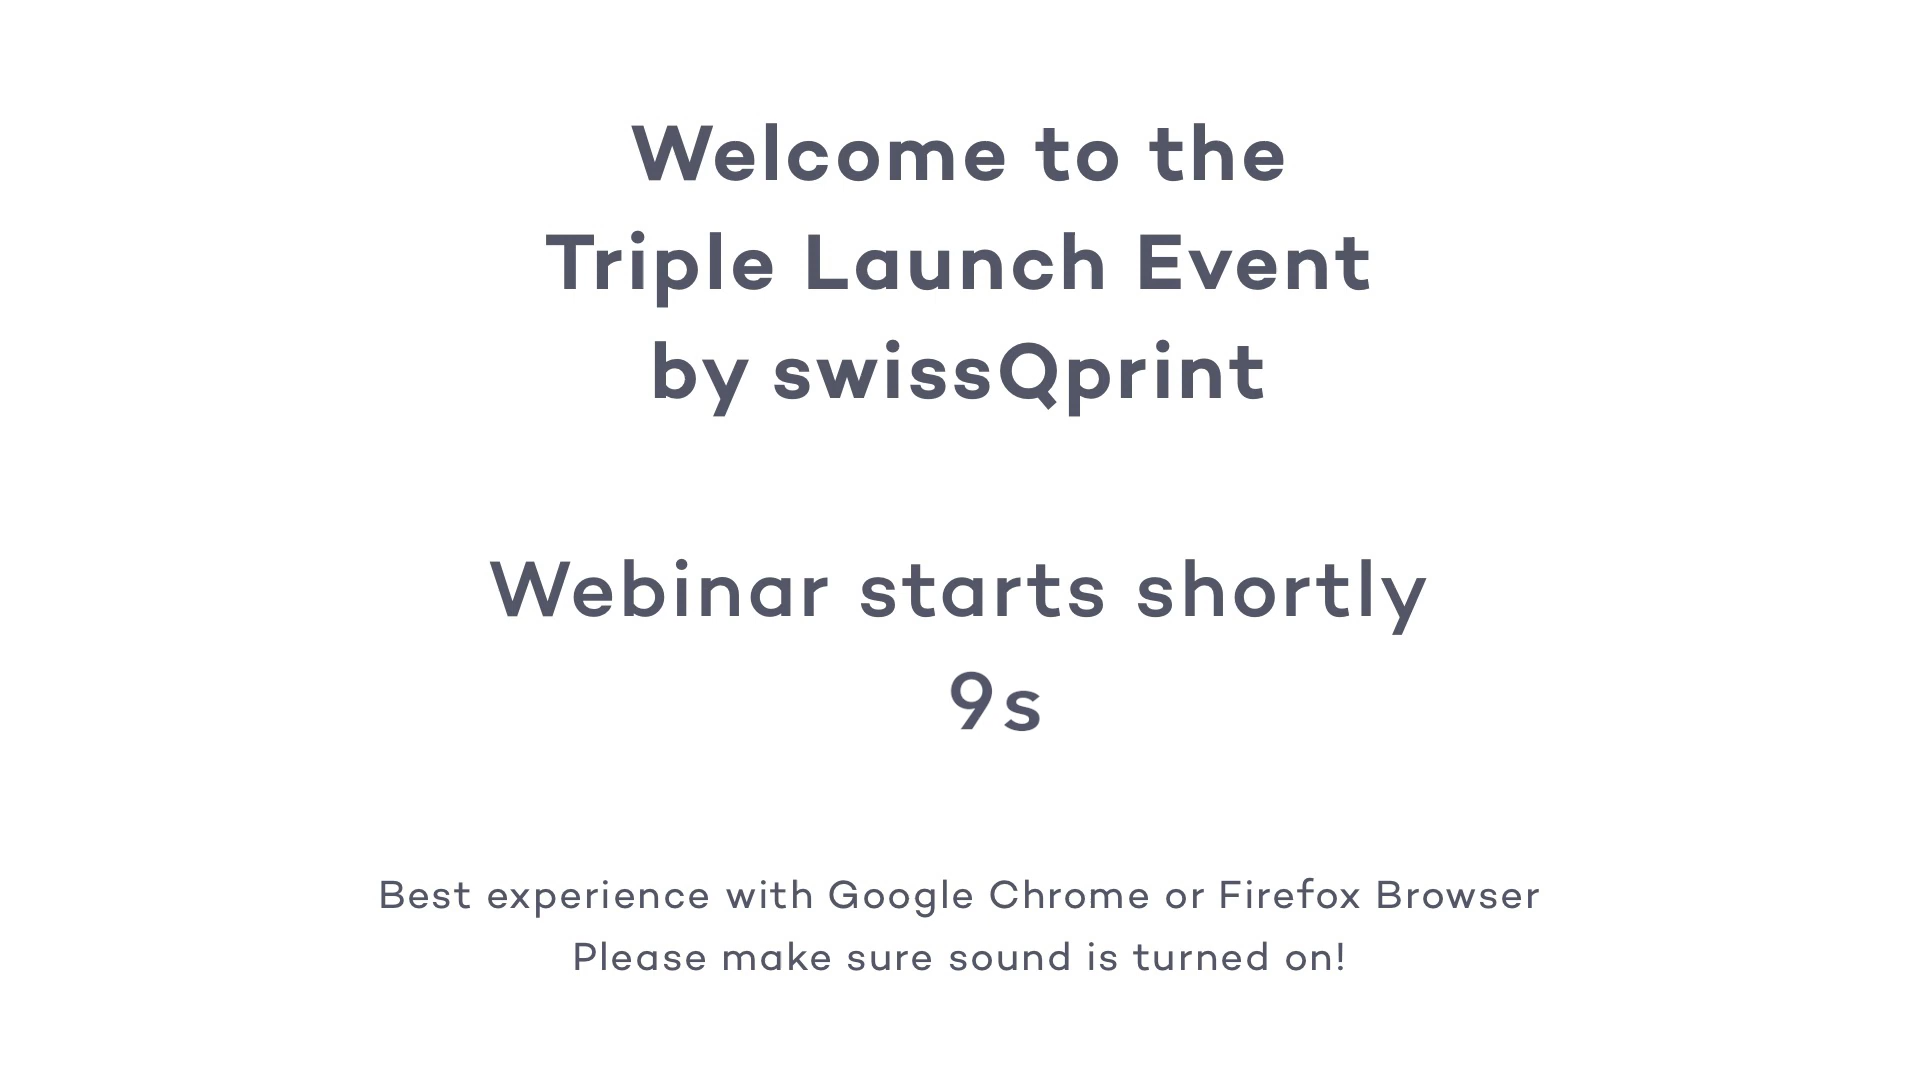 Welcome to the
Triple Launch Event
by swissQprint
Webinar starts shortly
9s
Best experience with Google Chrome or Firefox Browser
Please make sure sound is turned on!